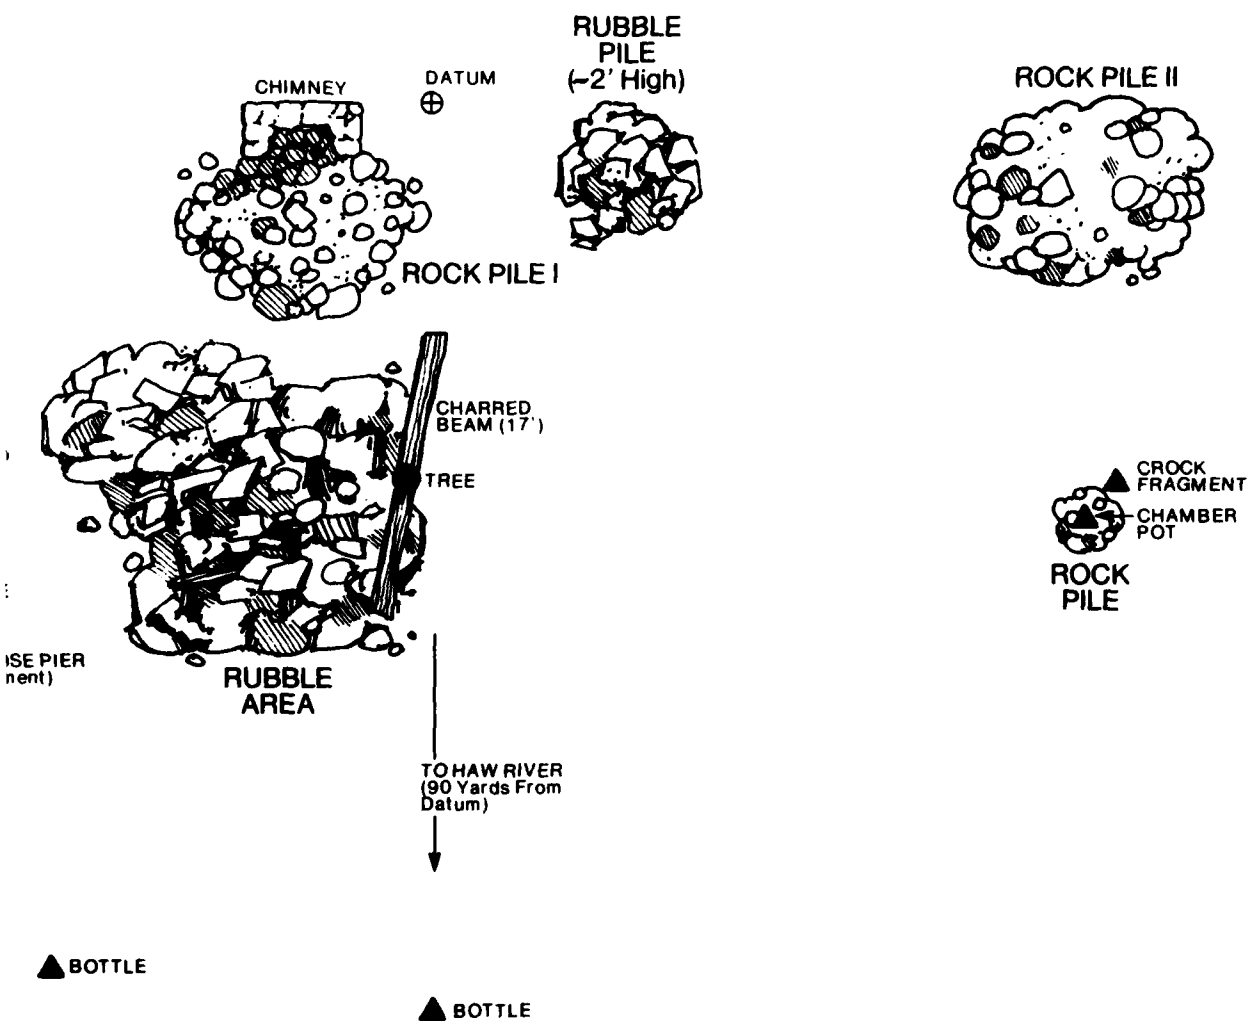 RUBBLE
PILE
(~2' High)
CHIMNEY
DATUM
ROCK PILE II
ROCK PILE I
CHARRED
BEAM (17')
TREE
CROCK
FRAGMENT
CHAMBER
POT
ROCK
PILE
PIER
RUBBLE
AREA
TO HAW RIVER
(90 Yards From
Datum)
BOTTLE
BOTTLE